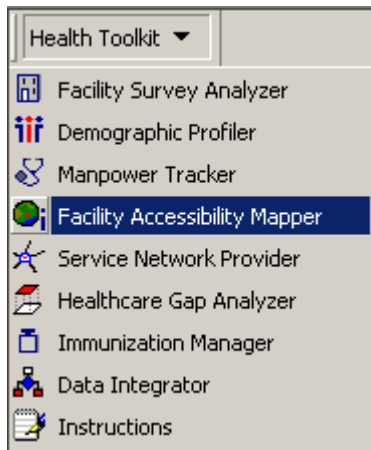 Health Toolkit
Facility Survey Analyzer
Demographic Profiler
Manpower Tracker
Facility Accessibility Mapper
Service Network Provider
Healthcare Gap Analyzer
Immunization Manager
Data Integrator
Instructions